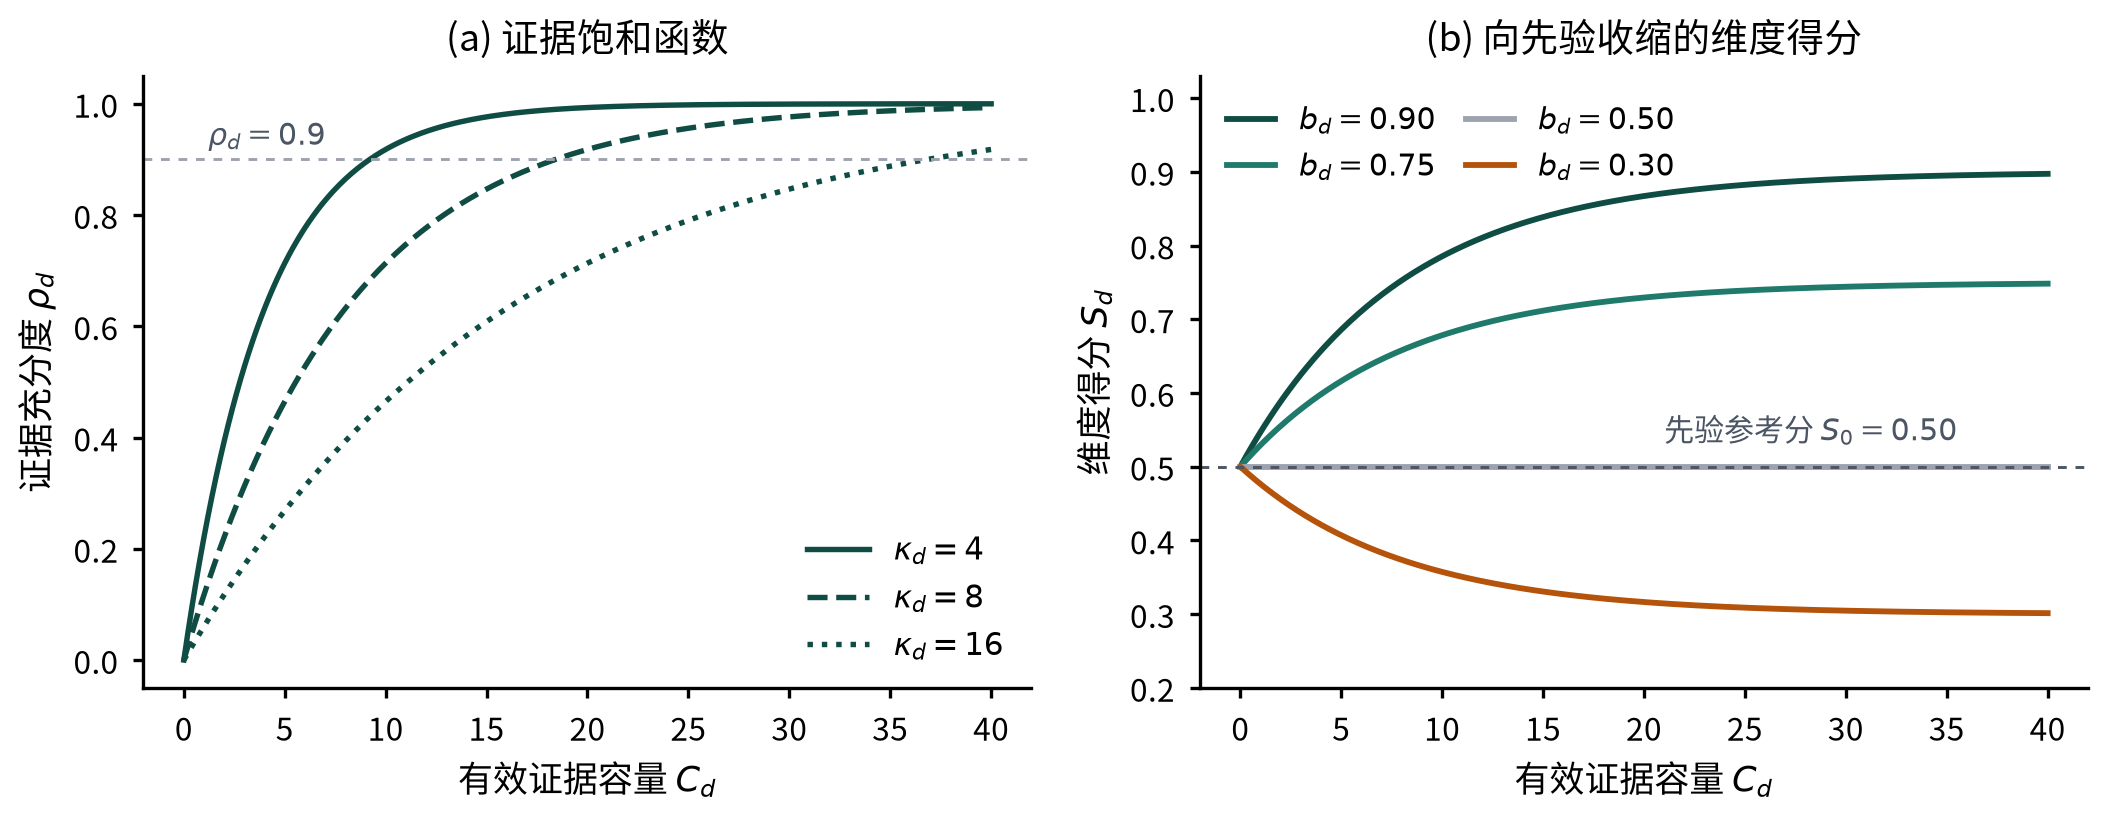 (a) 证据饱和函数
证据充分度 ρd
1.0
0.8
0.6
0.4
0.2
0.0
ρd = 0.9
κd = 4
κd = 8
κd = 16
0 5 10 15 20 25 30 35 40
有效证据容量 Cd
(b) 向先验收缩的维度得分
维度得分 Sd
1.0
0.9
0.8
0.7
0.6
0.5
0.4
0.3
0.2
bd = 0.90 bd = 0.50
bd = 0.75 bd = 0.30
先验参考分 S0 = 0.50
0 5 10 15 20 25 30 35 40
有效证据容量 Cd